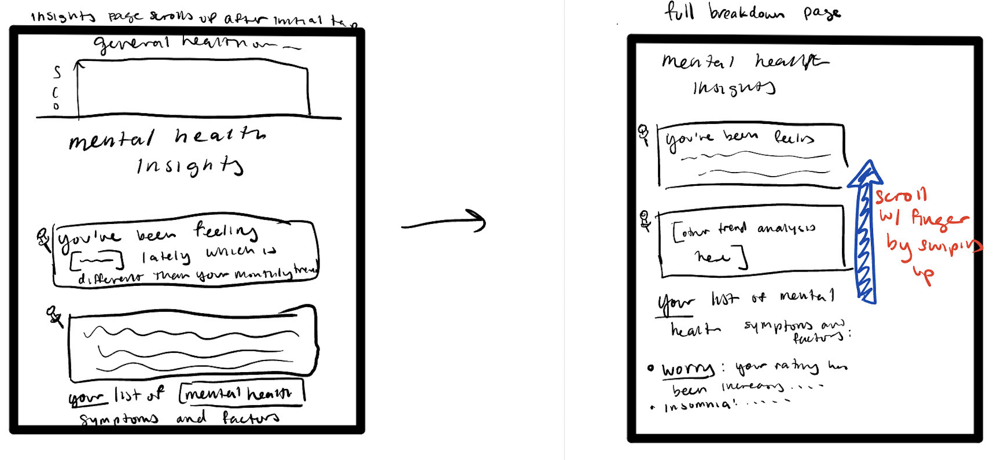 insights page scrolls up after initial tap
general health
S
C
O
mental health
Insights
you've been feeling
[    ] lately which is
different than your monthly trend
your list of [mental health]
symptoms and factors
full breakdown page
mental health
Insights
you've been feelin
[other trend analysis
here]
your list of mental
health symptoms and
factors:
• worry: your rating has
been increasing....
• insomnia: .....
scroll
w/ finger
by swiping
up